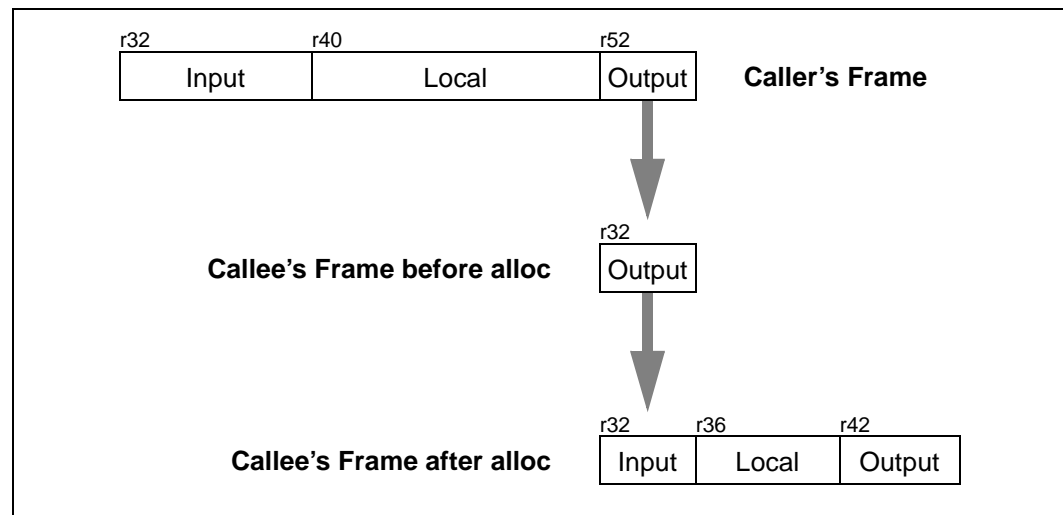 r32 r40 r52
Input Local Output Caller’s Frame
r32
Callee’s Frame before alloc Output
r32 r36 r42
Callee’s Frame after alloc Input Local Output